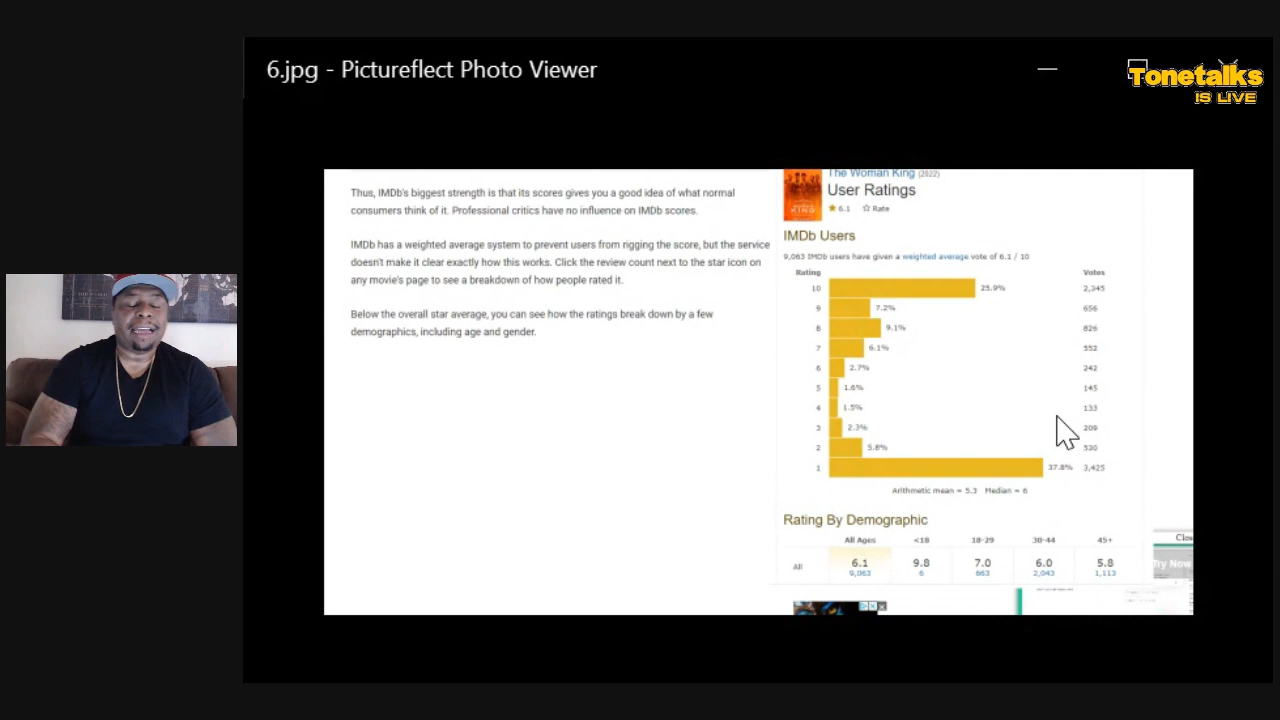 6.jpg - Pictureflect Photo Viewer
Tonetalks
IS LIVE
Thus, IMDb's biggest strength is that its scores gives you a good idea of what normal
consumers think of it. Professional critics have no influence on IMDb scores.
IMDb has a weighted average system to prevent users from rigging the score, but the service
doesn't make it clear exactly how this works. Click the review count next to the star icon on
any movie's page to see a breakdown of how people rated it.
Below the overall star average, you can see how the ratings break down by a few
demographics, including age and gender.
The Woman King (2022)
User Ratings
6.1 Rate
IMDb Users
9,063 IMDb users have given a weighted average vote of 6.1 / 10
Rating Votes
10 25.9% 2,345
9 7.2% 656
8 9.1% 826
7 6.1% 552
6 2.7% 242
5 1.6% 145
4 1.5% 133
3 2.3% 209
2 5.8% 530
1 37.8% 3,425
Arithmetic mean = 5.3 Median = 6
Rating By Demographic
All Ages <18 18-29 30-44 45+
All 6.1 9.8 7.0 6.0 5.8
9,063 6 663 2,043 1,113
Try Now